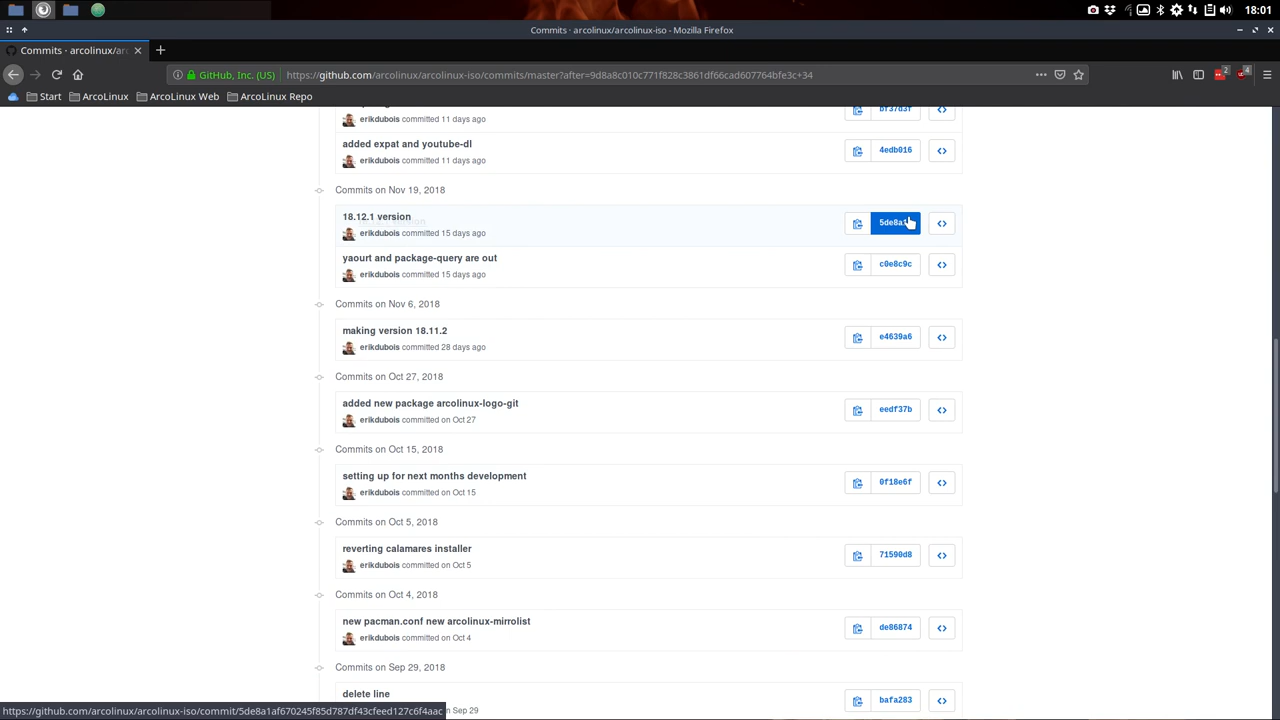 18:01
Commits · arcolinux/arcolinux-iso - Mozilla Firefox
Commits · arcolinux/arc
GitHub, Inc. (US)
https://github.com/arcolinux/arcolinux-iso/commits/master?after=9d8a8c010c771f828c3861df66cad607764bfe3c+34
2
4
Start
ArcoLinux
ArcoLinux Web
ArcoLinux Repo
bf37d3f
erikdubois committed 11 days ago
added expat and youtube-dl
4edb016
erikdubois committed 11 days ago
Commits on Nov 19, 2018
18.12.1 version
5de8a1
erikdubois committed 15 days ago
yaourt and package-query are out
c0e8c9c
erikdubois committed 15 days ago
Commits on Nov 6, 2018
making version 18.11.2
e4639a6
erikdubois committed 28 days ago
Commits on Oct 27, 2018
added new package arcolinux-logo-git
eedf37b
erikdubois committed on Oct 27
Commits on Oct 15, 2018
setting up for next months development
0f18e6f
erikdubois committed on Oct 15
Commits on Oct 5, 2018
reverting calamares installer
71590d8
erikdubois committed on Oct 5
Commits on Oct 4, 2018
new pacman.conf new arcolinux-mirrolist
de86874
erikdubois committed on Oct 4
Commits on Sep 29, 2018
delete line
bafa283
n Sep 29
https://github.com/arcolinux/arcolinux-iso/commit/5de8a1af670245f85d787df43cfeed127c6f4aac